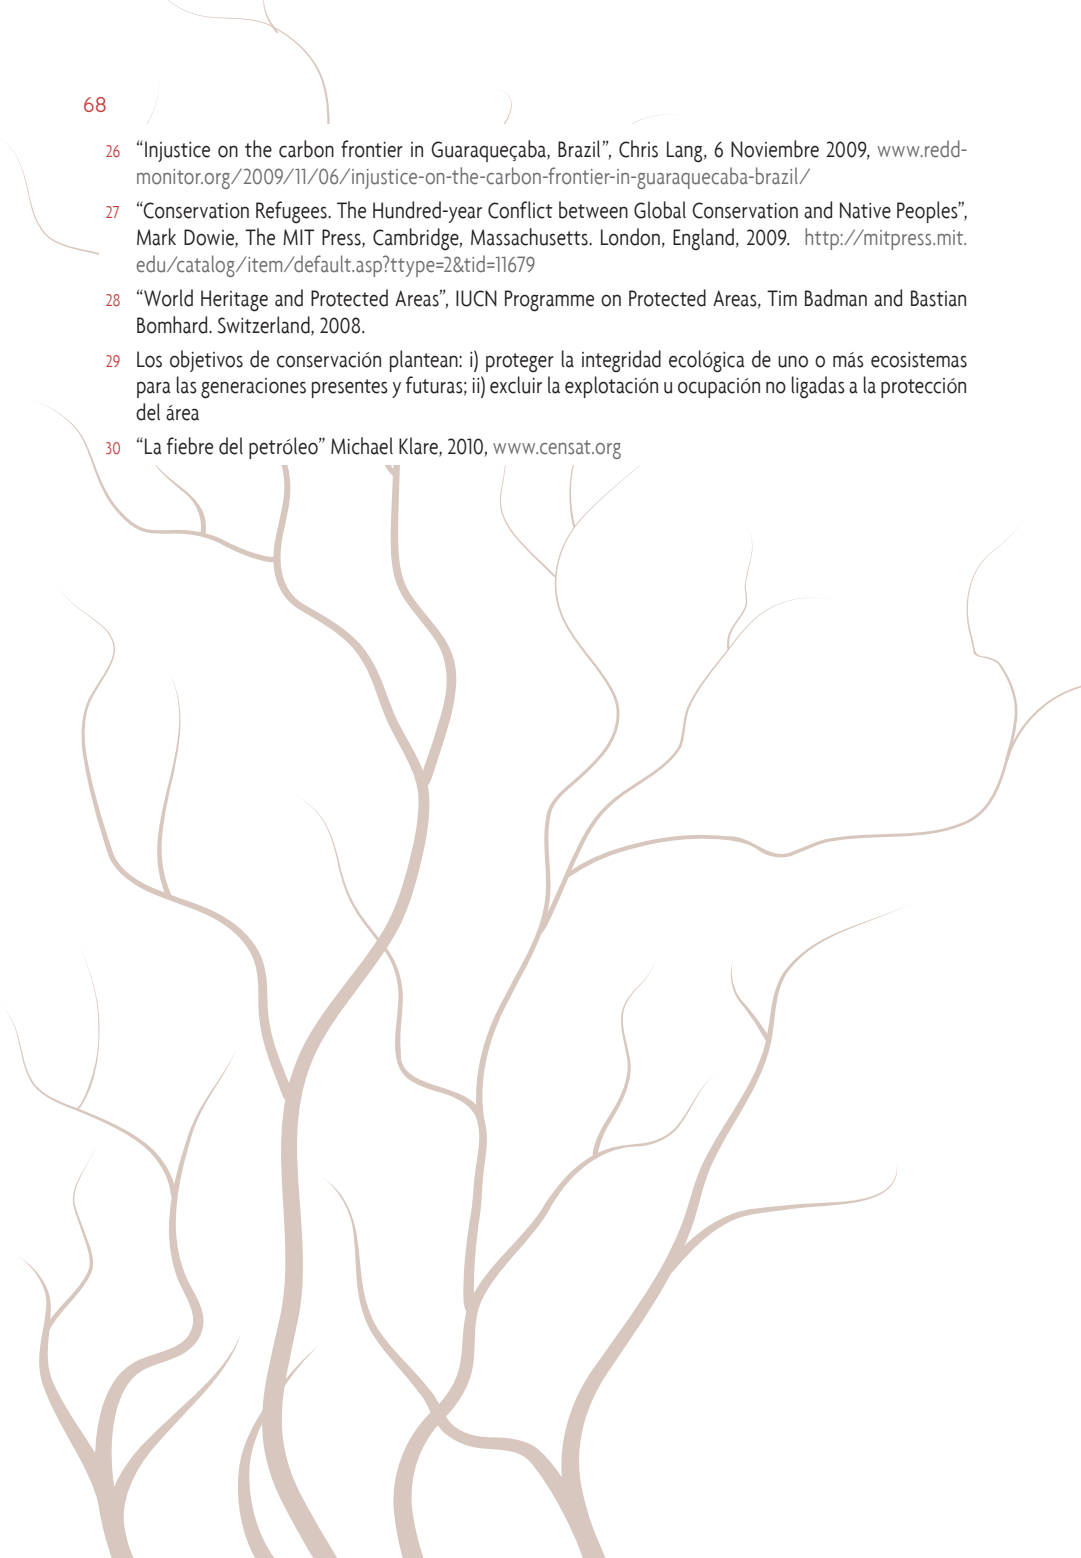 68
26 “Injustice on the carbon frontier in Guaraqueçaba, Brazil”, Chris Lang, 6 Noviembre 2009, www.redd-
monitor.org/2009/11/06/injustice-on-the-carbon-frontier-in-guaraquecaba-brazil/
27 “Conservation Refugees. The Hundred-year Conflict between Global Conservation and Native Peoples”,
Mark Dowie, The MIT Press, Cambridge, Massachusetts. London, England, 2009. http://mitpress.mit.
edu/catalog/item/default.asp?ttype=2&tid=11679
28 “World Heritage and Protected Areas”, IUCN Programme on Protected Areas, Tim Badman and Bastian
Bomhard. Switzerland, 2008.
29 Los objetivos de conservación plantean: i) proteger la integridad ecológica de uno o más ecosistemas
para las generaciones presentes y futuras; ii) excluir la explotación u ocupación no ligadas a la protección
del área
30 “La fiebre del petróleo” Michael Klare, 2010, www.censat.org